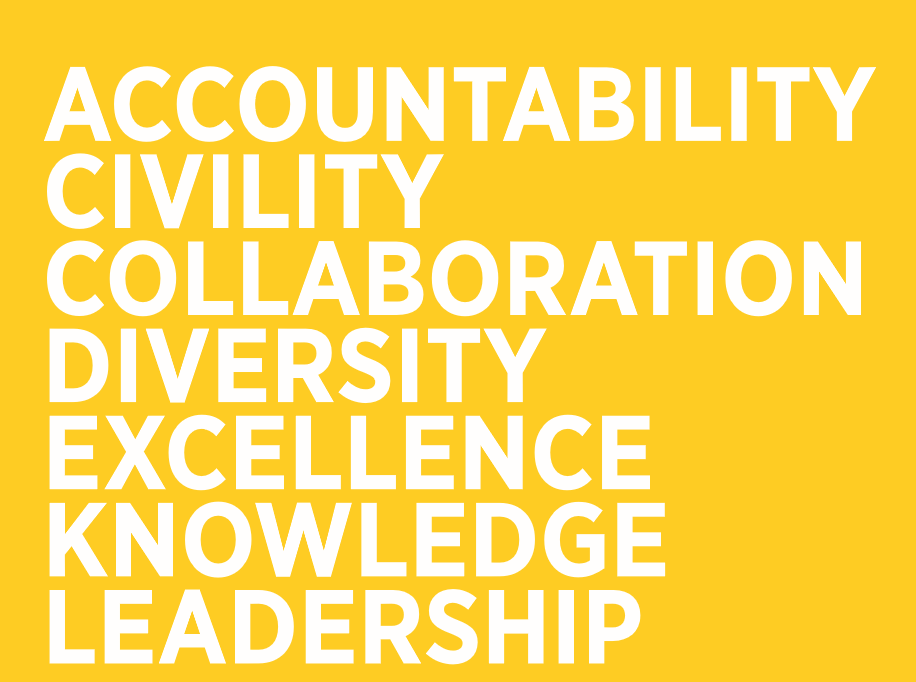 ACCOUNTABILITY
CIVILITY
COLLABORATION
DIVERSITY
EXCELLENCE
KNOWLEDGE
LEADERSHIP